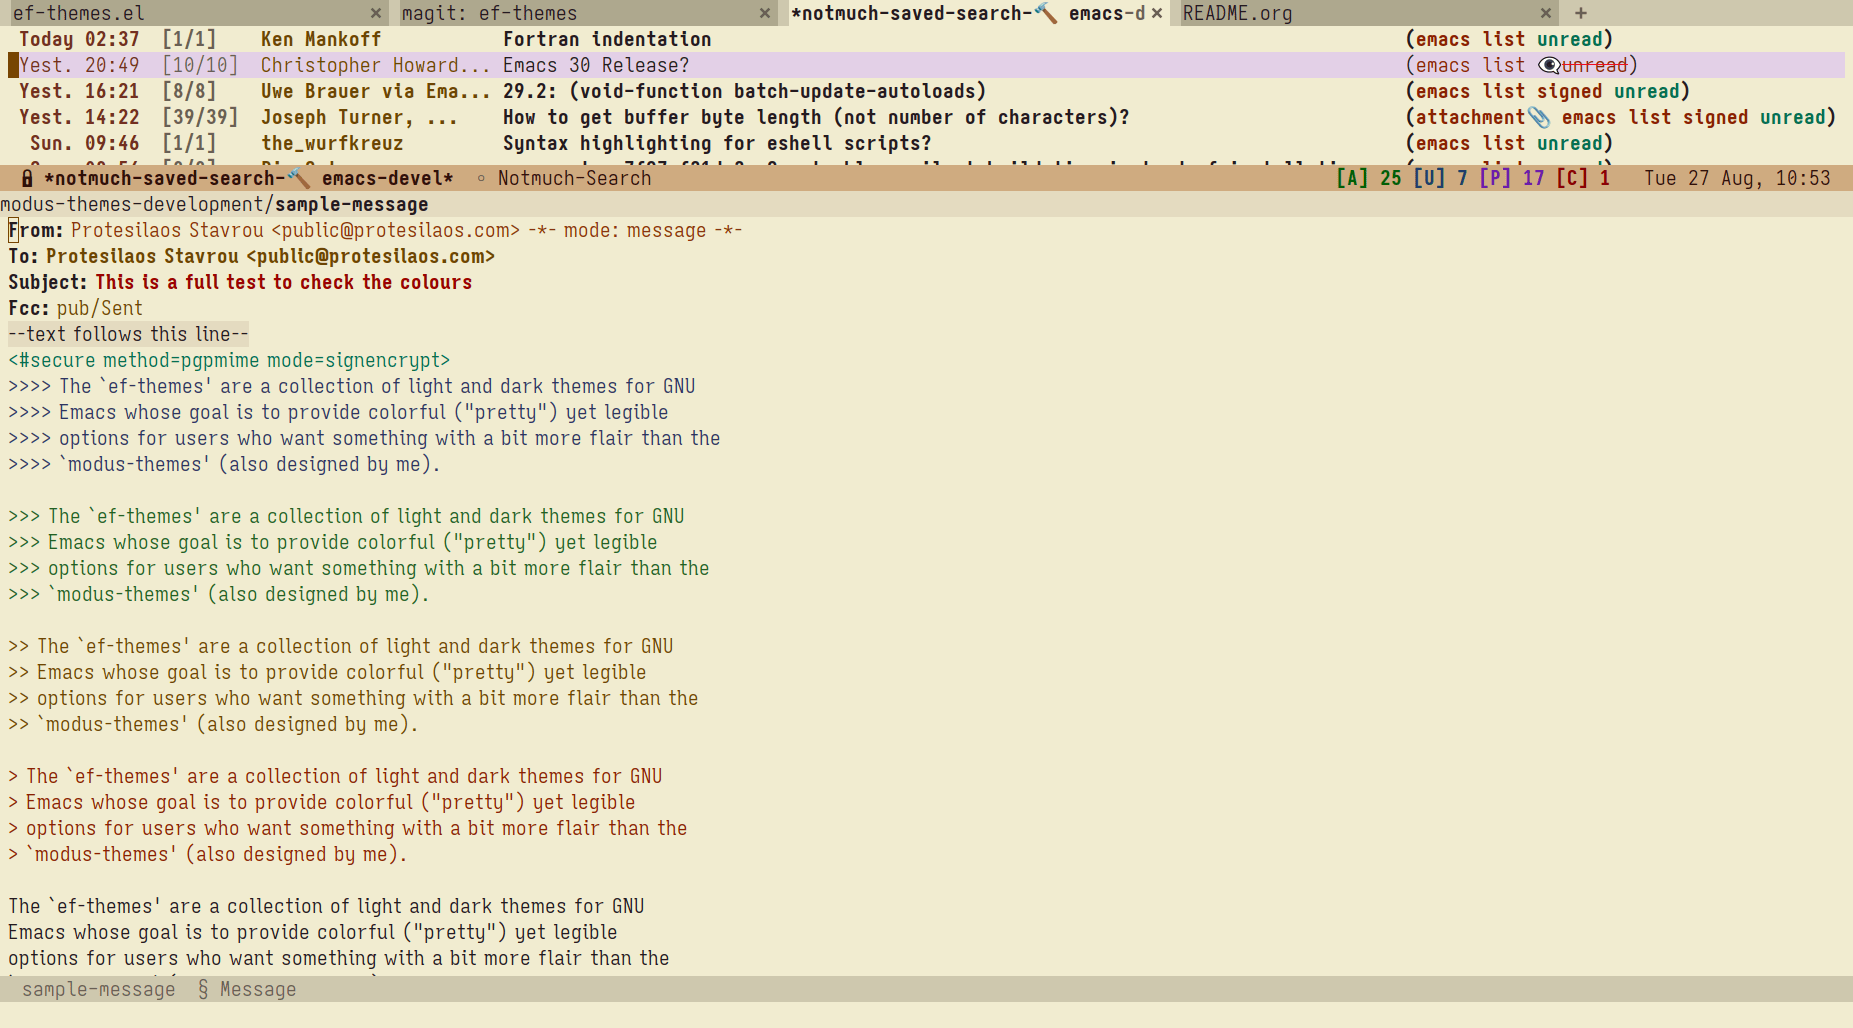 ef-themes.el × magit: ef-themes × *notmuch-saved-search-🔨 emacs-d × README.org × +
Today 02:37 [1/1] Ken Mankoff Fortran indentation (emacs list unread)
Yest. 20:49 [10/10] Christopher Howard... Emacs 30 Release? (emacs list 👁️‍🗨️unread)
Yest. 16:21 [8/8] Uwe Brauer via Ema... 29.2: (void-function batch-update-autoloads) (emacs list signed unread)
Yest. 14:22 [39/39] Joseph Turner, ... How to get buffer byte length (not number of characters)? (attachment📎 emacs list signed unread)
Sun. 09:46 [1/1] the_wurfkreuz Syntax highlighting for eshell scripts? (emacs list unread)
*notmuch-saved-search-🔨 emacs-devel* ◦ Notmuch-Search [A] 25 [U] 7 [P] 17 [C] 1 Tue 27 Aug, 10:53
modus-themes-development/sample-message
From: Protesilaos Stavrou <public@protesilaos.com> -*- mode: message -*-
To: Protesilaos Stavrou <public@protesilaos.com>
Subject: This is a full test to check the colours
Fcc: pub/Sent
--text follows this line--
<#secure method=pgpmime mode=signencrypt>
>>>> The `ef-themes' are a collection of light and dark themes for GNU
>>>> Emacs whose goal is to provide colorful ("pretty") yet legible
>>>> options for users who want something with a bit more flair than the
>>>> `modus-themes' (also designed by me).
>>> The `ef-themes' are a collection of light and dark themes for GNU
>>> Emacs whose goal is to provide colorful ("pretty") yet legible
>>> options for users who want something with a bit more flair than the
>>> `modus-themes' (also designed by me).
>> The `ef-themes' are a collection of light and dark themes for GNU
>> Emacs whose goal is to provide colorful ("pretty") yet legible
>> options for users who want something with a bit more flair than the
>> `modus-themes' (also designed by me).
> The `ef-themes' are a collection of light and dark themes for GNU
> Emacs whose goal is to provide colorful ("pretty") yet legible
> options for users who want something with a bit more flair than the
> `modus-themes' (also designed by me).
The `ef-themes' are a collection of light and dark themes for GNU
Emacs whose goal is to provide colorful ("pretty") yet legible
options for users who want something with a bit more flair than the
sample-message § Message